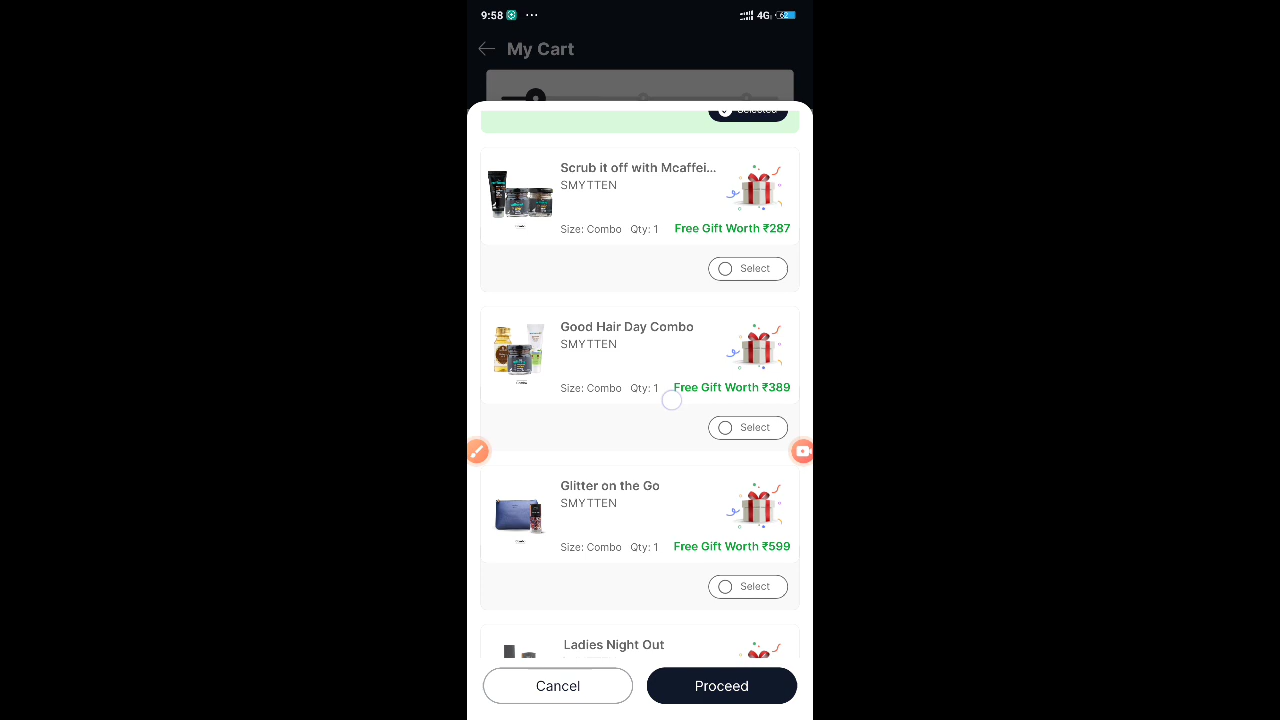 9:58 ... 4G 62
My Cart
Selected
Scrub it off with Mcaffei...
SMYTTEN
Size: Combo Qty: 1 Free Gift Worth ₹287
Select
Good Hair Day Combo
SMYTTEN
Size: Combo Qty: 1 Free Gift Worth ₹389
Select
Glitter on the Go
SMYTTEN
Size: Combo Qty: 1 Free Gift Worth ₹599
Select
Ladies Night Out
Cancel Proceed